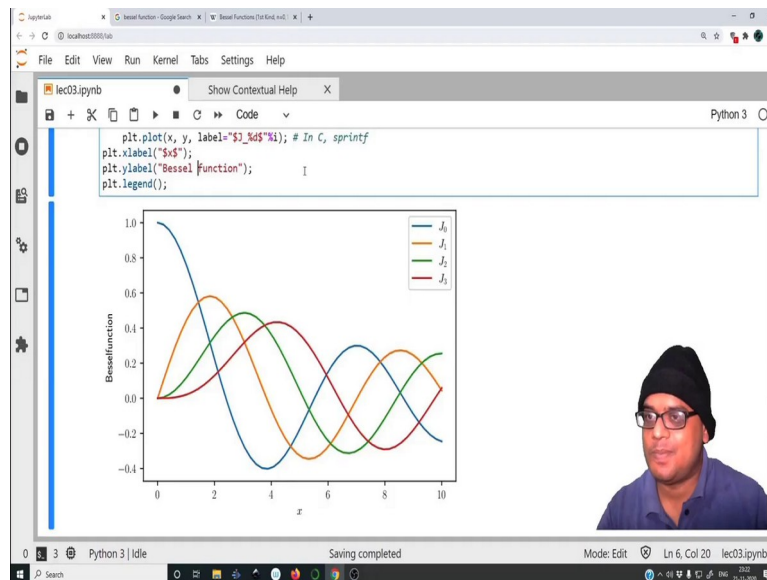 JupyterLab
bessel function - Google Search
Bessel Functions (1st Kind, n=0,
localhost:8888/lab
File Edit View Run Kernel Tabs Settings Help
lec03.ipynb
Show Contextual Help
Code
Python 3
plt.plot(x, y, label="$J_%d$"%i); # In C, sprintf
plt.xlabel("$x$");
plt.ylabel("Bessel function");
plt.legend();
1.0
0.8
0.6
0.4
0.2
0.0
−0.2
−0.4
Besselfunction
J0
J1
J2
J3
0 2 4 6 8 10
x
0 3 Python 3 | Idle Saving completed Mode: Edit Ln 6, Col 20 lec03.ipynb
Search
ENG
23:22